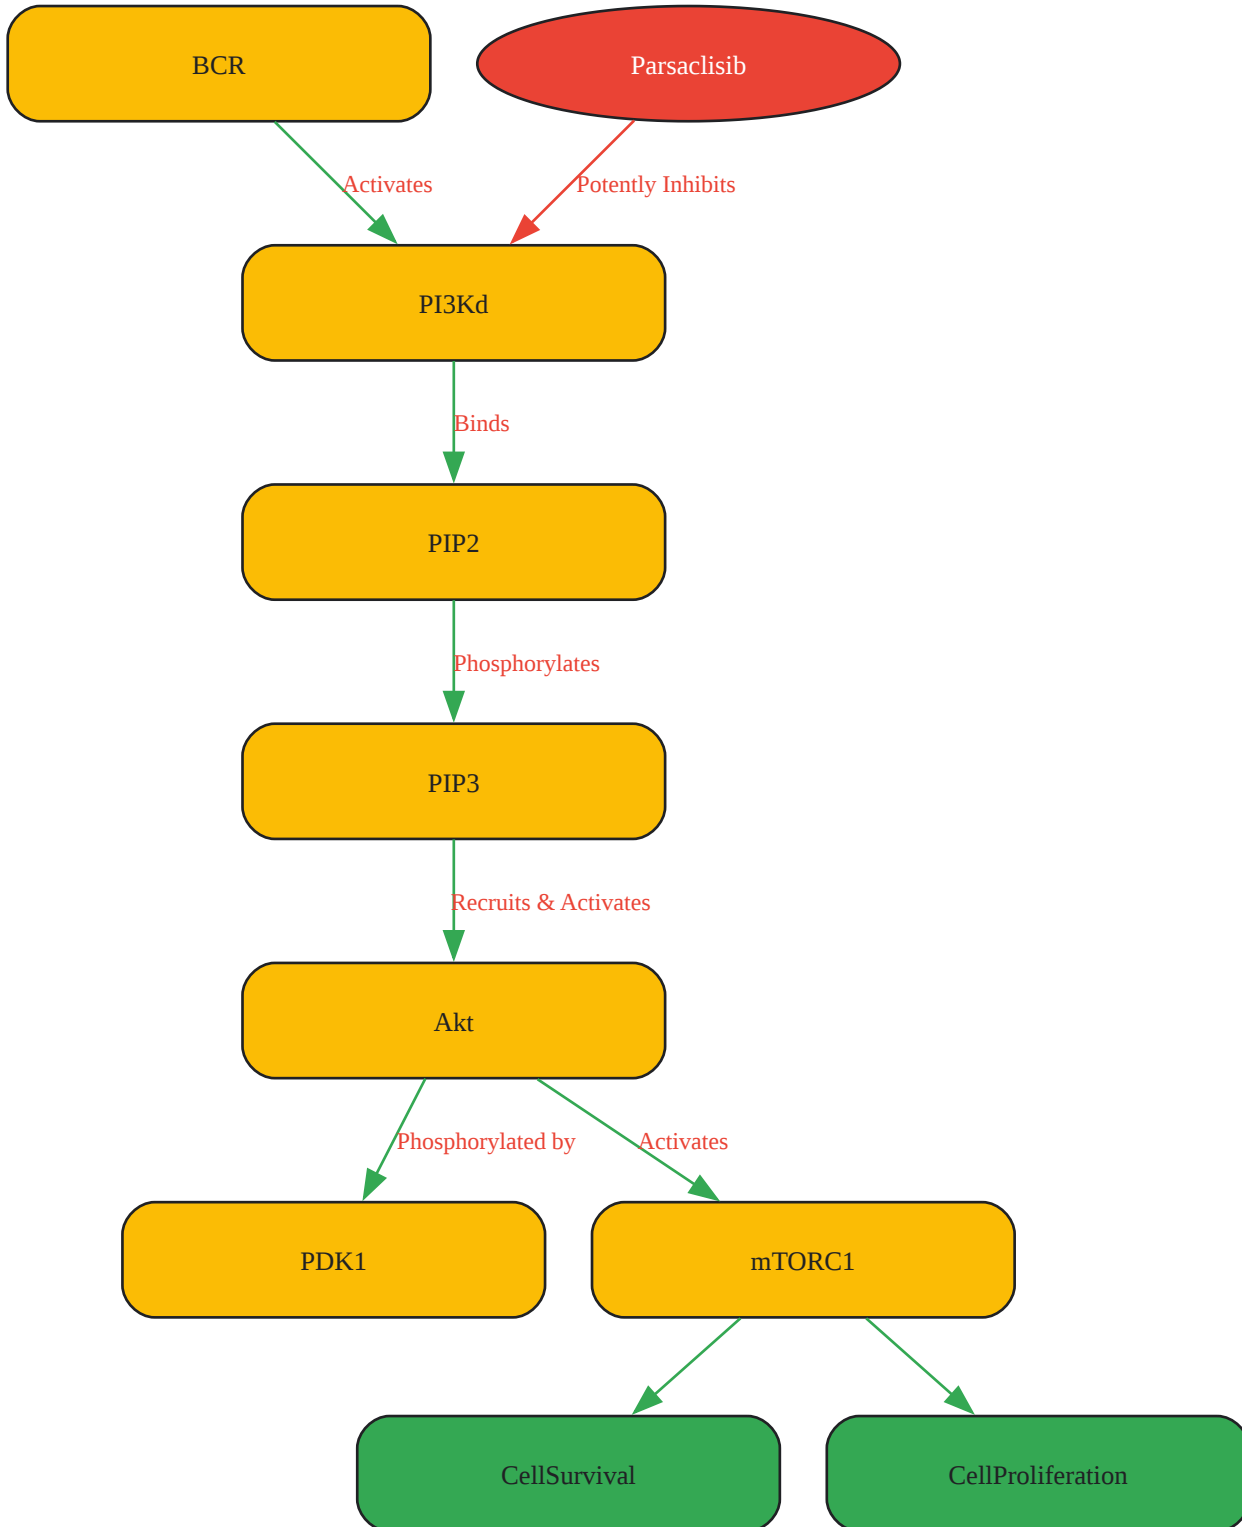 BCR
Parsaclisib
Activates
Potently Inhibits
PI3Kd
Binds
PIP2
Phosphorylates
PIP3
Recruits & Activates
Akt
Phosphorylated by
Activates
PDK1
mTORC1
CellSurvival
CellProliferation